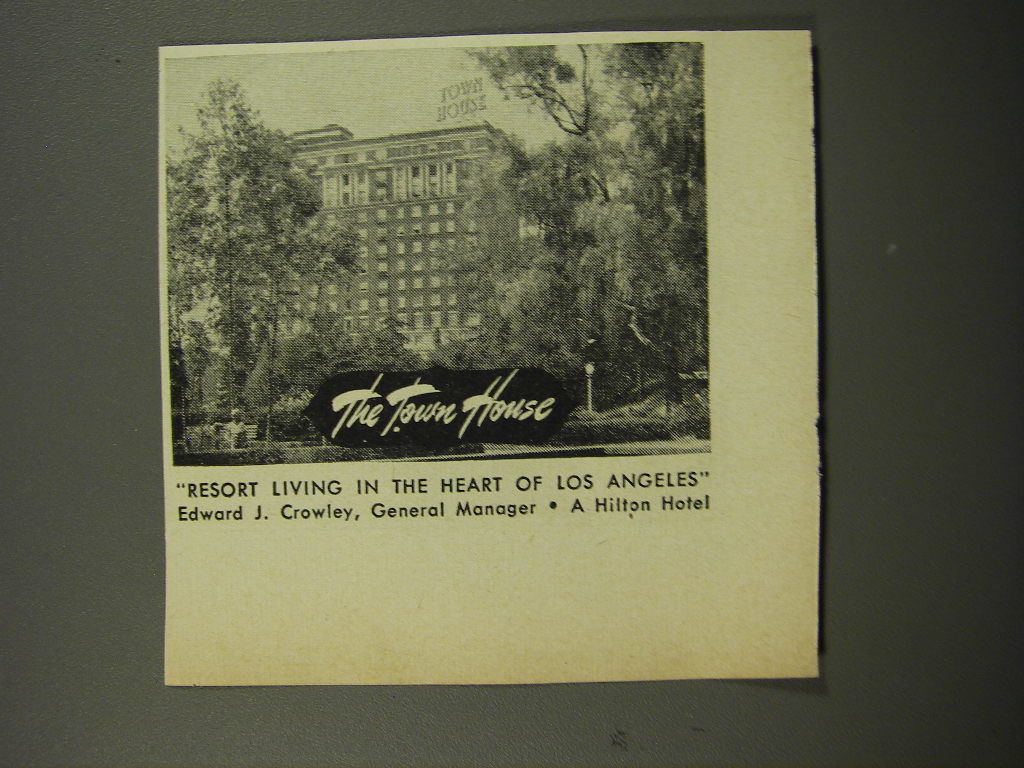 TOWN
HOUSE
The Town House
"RESORT LIVING IN THE HEART OF LOS ANGELES"
Edward J. Crowley, General Manager • A Hilton Hotel